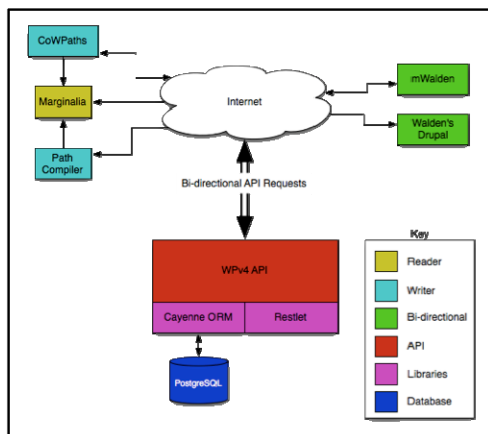 CoWPaths
Marginalia
Path
Compiler
Internet
mWalden
Walden's
Drupal
Bi-directional API Requests
WPv4 API
Cayenne ORM
Restlet
PostgreSQL
Key
Reader
Writer
Bi-directional
API
Libraries
Database